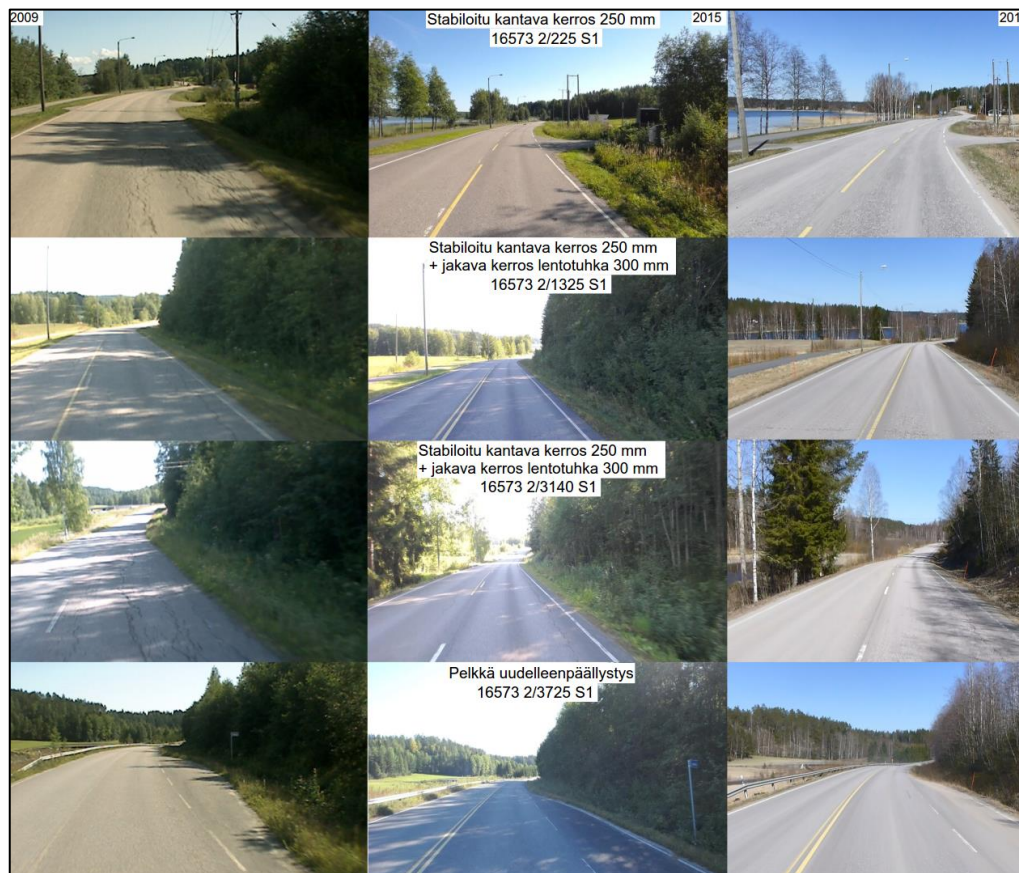 2009
Stabiloitu kantava kerros 250 mm
16573 2/225 S1
2015
201
Stabiloitu kantava kerros 250 mm
+ jakava kerros lentotuhka 300 mm
16573 2/1325 S1
Stabiloitu kantava kerros 250 mm
+ jakava kerros lentotuhka 300 mm
16573 2/3140 S1
Pelkkä uudelleenpäällystys
16573 2/3725 S1